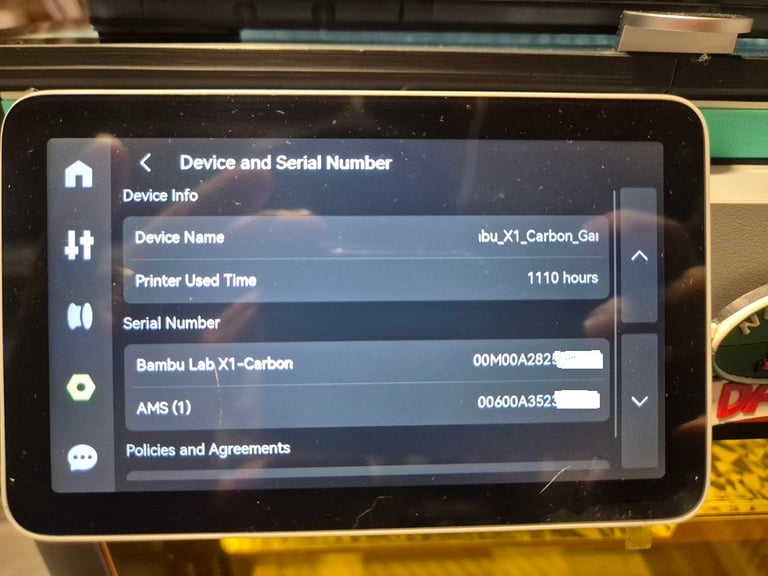 Device and Serial Number
Device Info
Device Name bu_X1_Carbon_Gar
Printer Used Time 1110 hours
Serial Number
Bambu Lab X1-Carbon 00M00A282
AMS (1) 00600A3523
Policies and Agreements